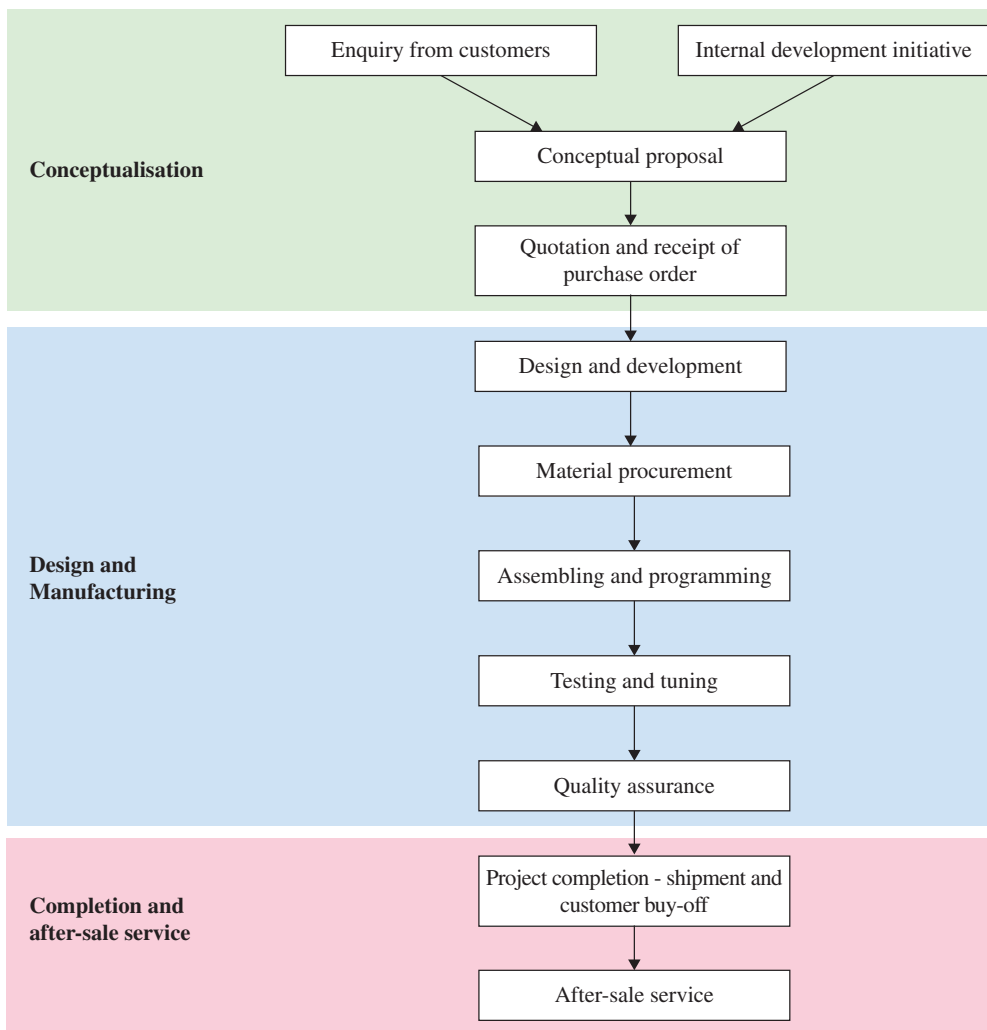 Enquiry from customers
Internal development initiative
Conceptualisation
Conceptual proposal
Quotation and receipt of
purchase order
Design and development
Material procurement
Design and
Manufacturing
Assembling and programming
Testing and tuning
Quality assurance
Completion and
after-sale service
Project completion - shipment and
customer buy-off
After-sale service